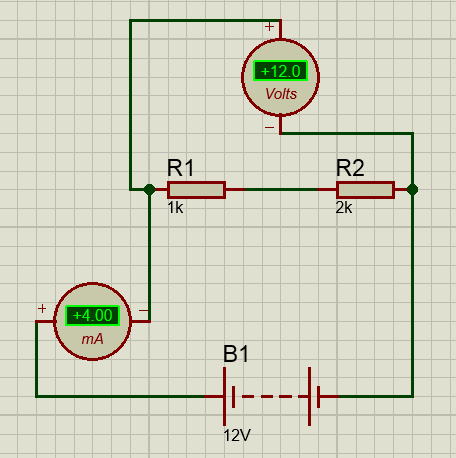 +
+12.0
Volts
−
R1
R2
1k
2k
+
−
+4.00
mA
B1
12V